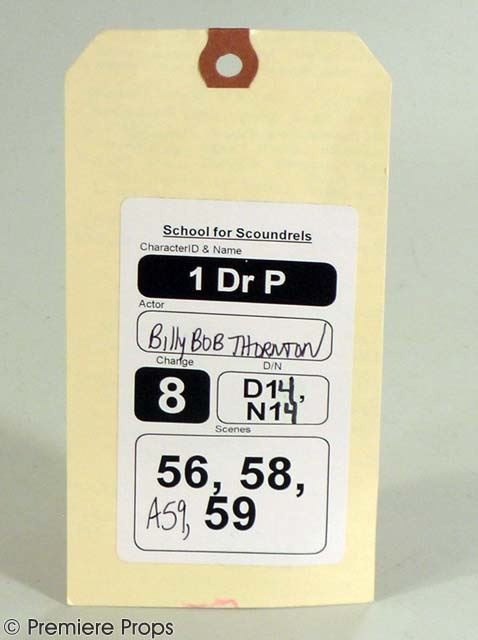 School for Scoundrels
CharacterID & Name
1 Dr P
Actor
Billy BOB THORNTON
Change
D/N
8
D14,
N14
Scenes
56, 58,
A59, 59
© Premiere Props